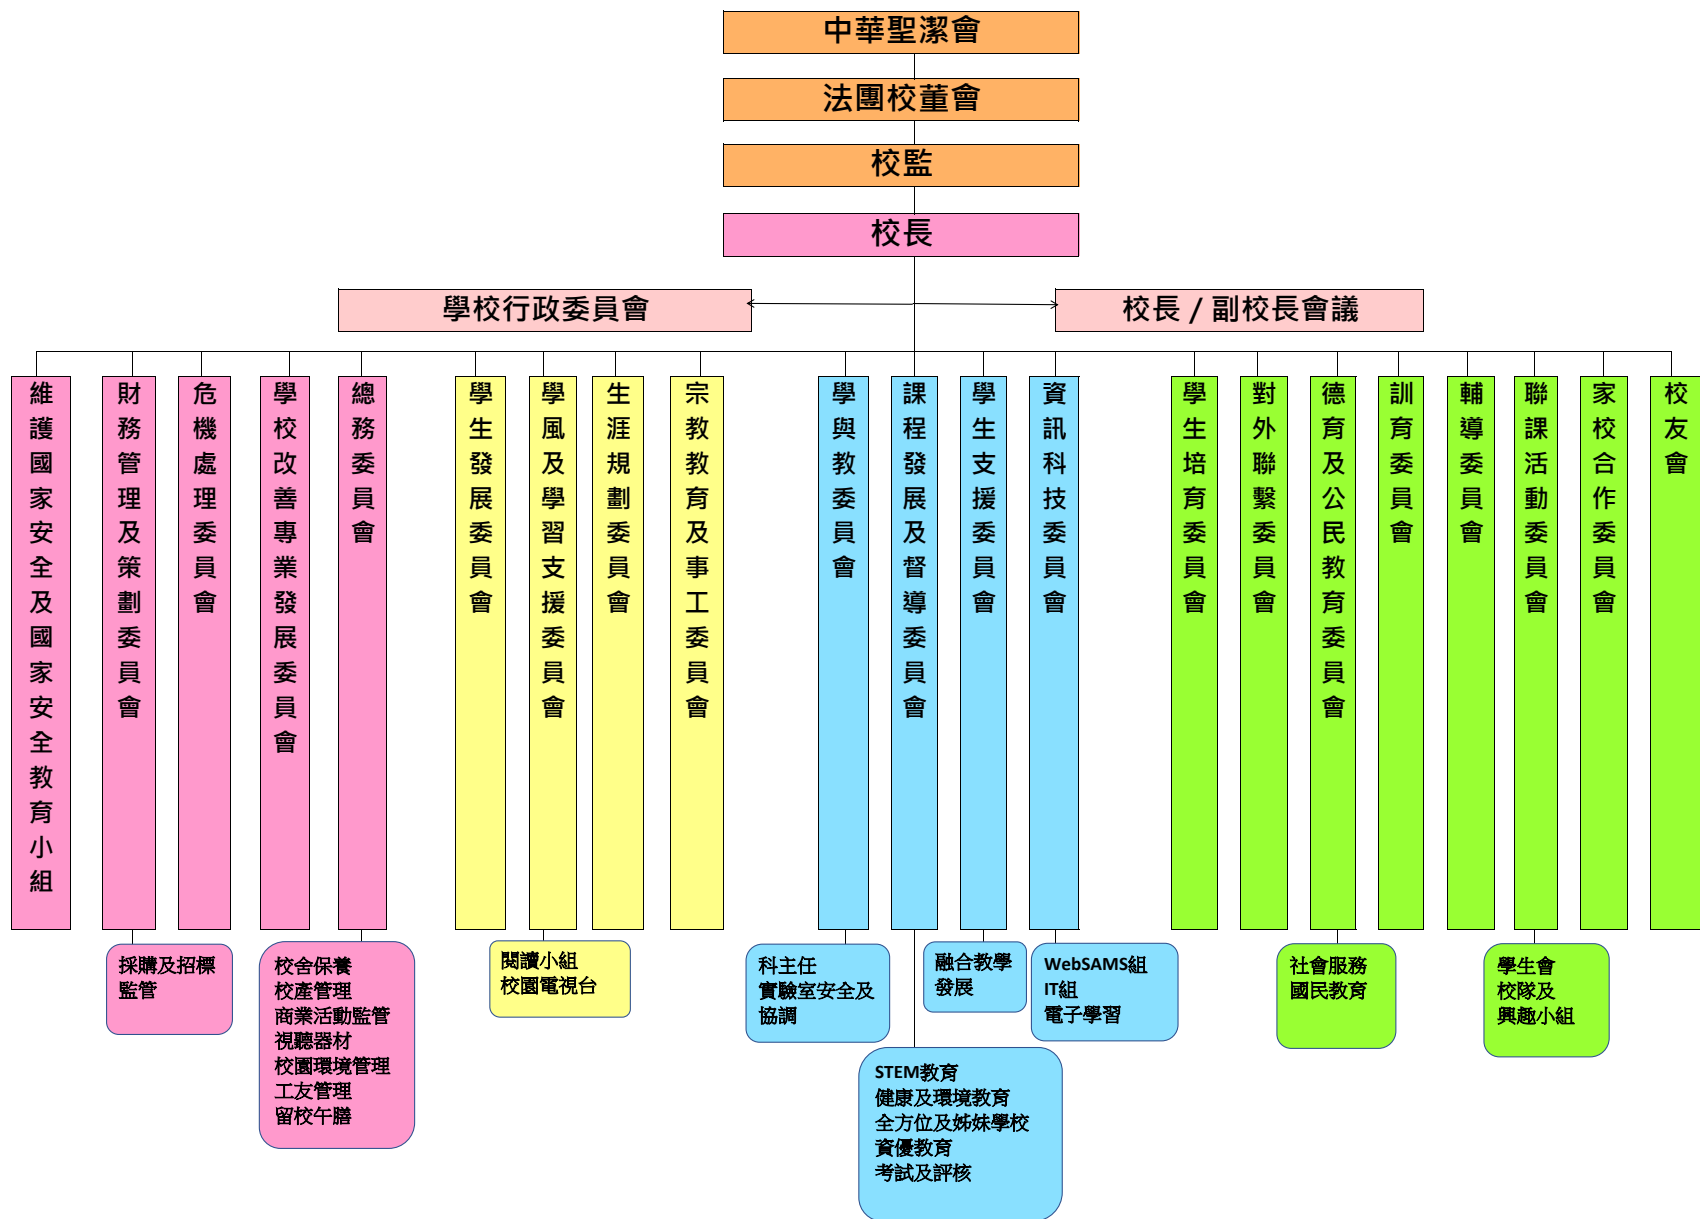 中華聖潔會
法團校董會
校監
校長
學校行政委員會
校長 / 副校長會議
維護國家安全及國家安全教育小組
財務管理及策劃委員會
危機處理委員會
學校改善專業發展委員會
總務委員會
學生發展委員會
學風及學習支援委員會
生涯規劃委員會
宗教教育及事工委員會
學與教委員會
課程發展及督導委員會
學生支援委員會
資訊科技委員會
學生培育委員會
對外聯繫委員會
德育及公民教育委員會
訓育委員會
輔導委員會
聯課活動委員會
家校合作委員會
校友會
採購及招標
監管
校舍保養
校產管理
商業活動監管
視聽器材
校園環境管理
工友管理
留校午膳
閱讀小組
校園電視台
科主任
實驗室安全及
協調
STEM教育
健康及環境教育
全方位及姊妹學校
資優教育
考試及評核
融合教學
發展
WebSAMS組
IT組
電子學習
社會服務
國民教育
學生會
校隊及
興趣小組